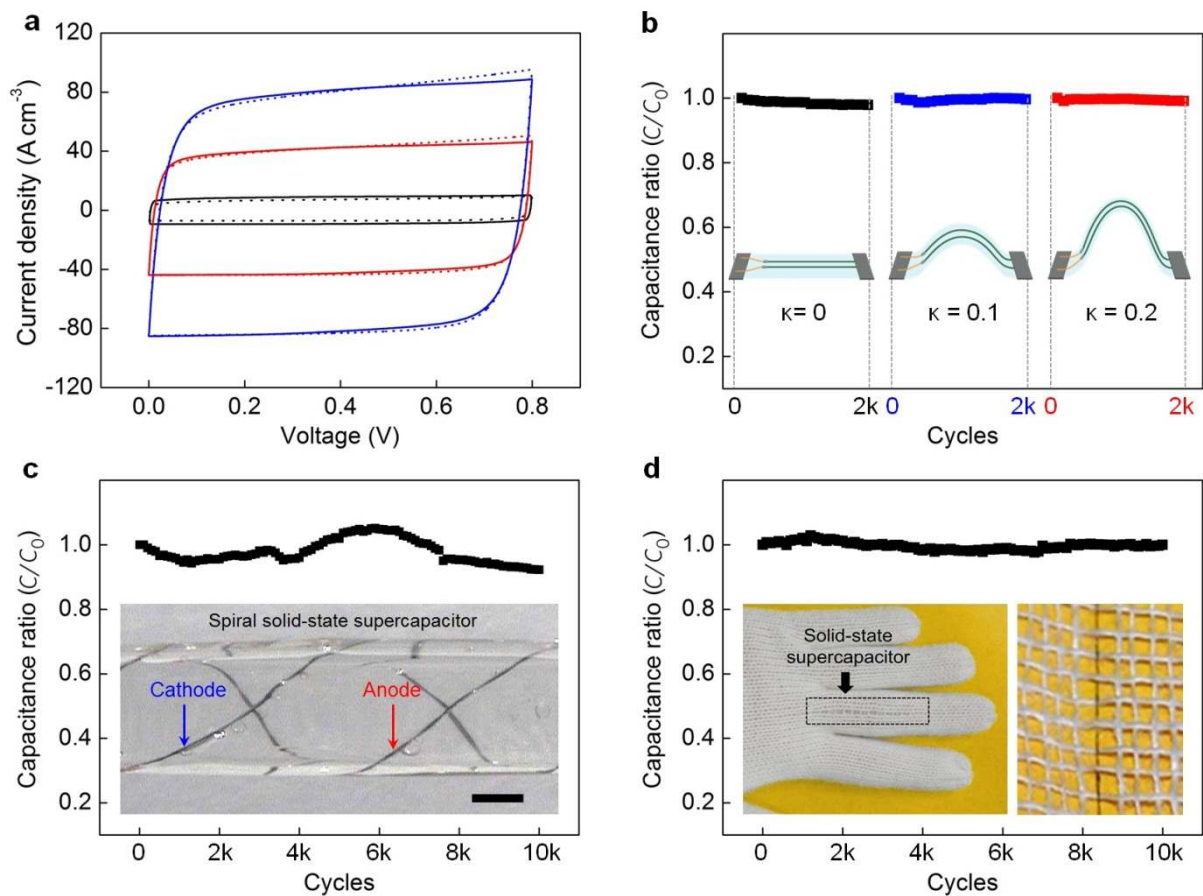 a
Current density (A cm⁻³)
120
80
40
0
-40
-80
-120
0.0 0.2 0.4 0.6 0.8
Voltage (V)
b
Capacitance ratio (C/C₀)
1.2
1.0
0.8
0.6
0.4
0.2
κ= 0 κ = 0.1 κ = 0.2
0 2k 0 2k 0 2k
Cycles
c
Capacitance ratio (C/C₀)
1.0
0.8
0.6
0.4
0.2
Spiral solid-state supercapacitor
Cathode
Anode
0 2k 4k 6k 8k 10k
Cycles
d
Capacitance ratio (C/C₀)
1.0
0.8
0.6
0.4
0.2
Solid-state
supercapacitor
0 2k 4k 6k 8k 10k
Cycles